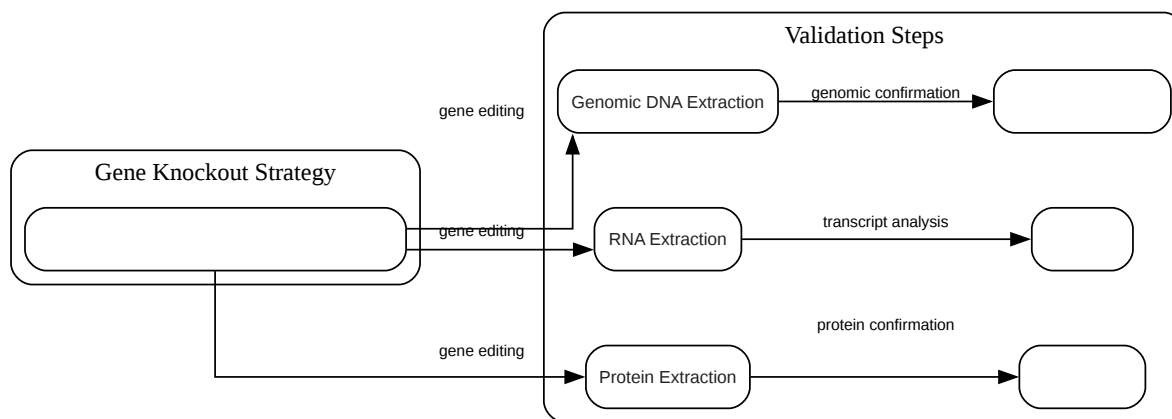 Validation Steps
Genomic DNA Extraction
genomic confirmation
gene editing
Gene Knockout Strategy
gene editing
RNA Extraction
transcript analysis
protein confirmation
gene editing
Protein Extraction